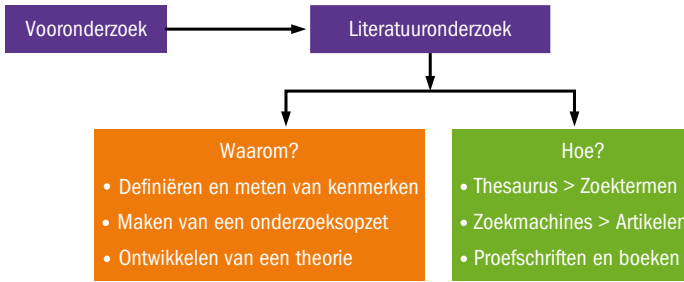 Vooronderzoek
Literatuuronderzoek
Waarom?
• Definiëren en meten van kenmerken
• Maken van een onderzoeksopzet
• Ontwikkelen van een theorie
Hoe?
• Thesaurus > Zoektermen
• Zoekmachines > Artikelen
• Proefschriften en boeken